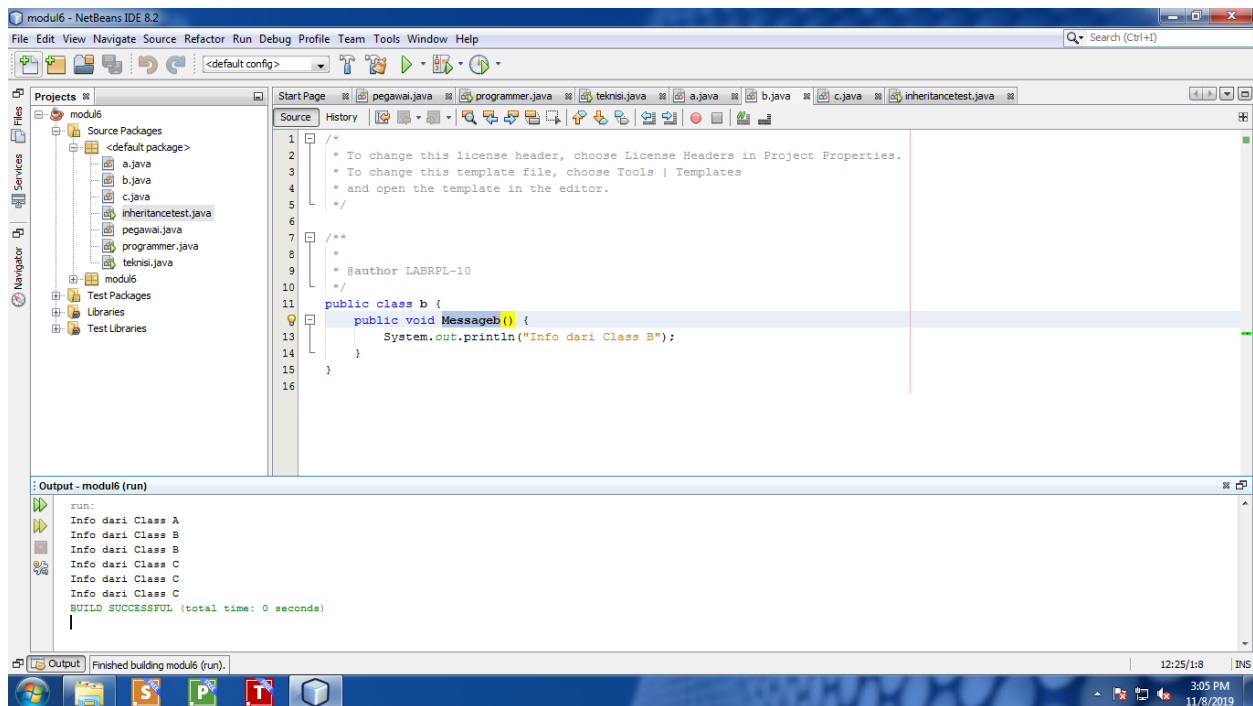 modul6 - NetBeans IDE 8.2
File Edit View Navigate Source Refactor Run Debug Profile Team Tools Window Help
Search (Ctrl+I)
<default config>
Files
Services
Navigator
Projects
modul6
Source Packages
<default package>
a.java
b.java
c.java
inheritancetest.java
pegawai.java
programmer.java
teknisi.java
modul6
Test Packages
Libraries
Test Libraries
Start Page pegawai.java programmer.java teknisi.java a.java b.java c.java inheritancetest.java
Source History
1 /*
2 * To change this license header, choose License Headers in Project Properties.
3 * To change this template file, choose Tools | Templates
4 * and open the template in the editor.
5 */
6
7 /**
8 *
9 * @author LABRPL-10
10 */
11 public class b {
public void Messageb() {
13 System.out.println("Info dari Class B");
14 }
15 }
16
Output - modul6 (run)
run:
Info dari Class A
Info dari Class B
Info dari Class B
Info dari Class C
Info dari Class C
Info dari Class C
BUILD SUCCESSFUL (total time: 0 seconds)
Output Finished building modul6 (run).
12:25/1:8 INS
S P T
3:05 PM
11/8/2019